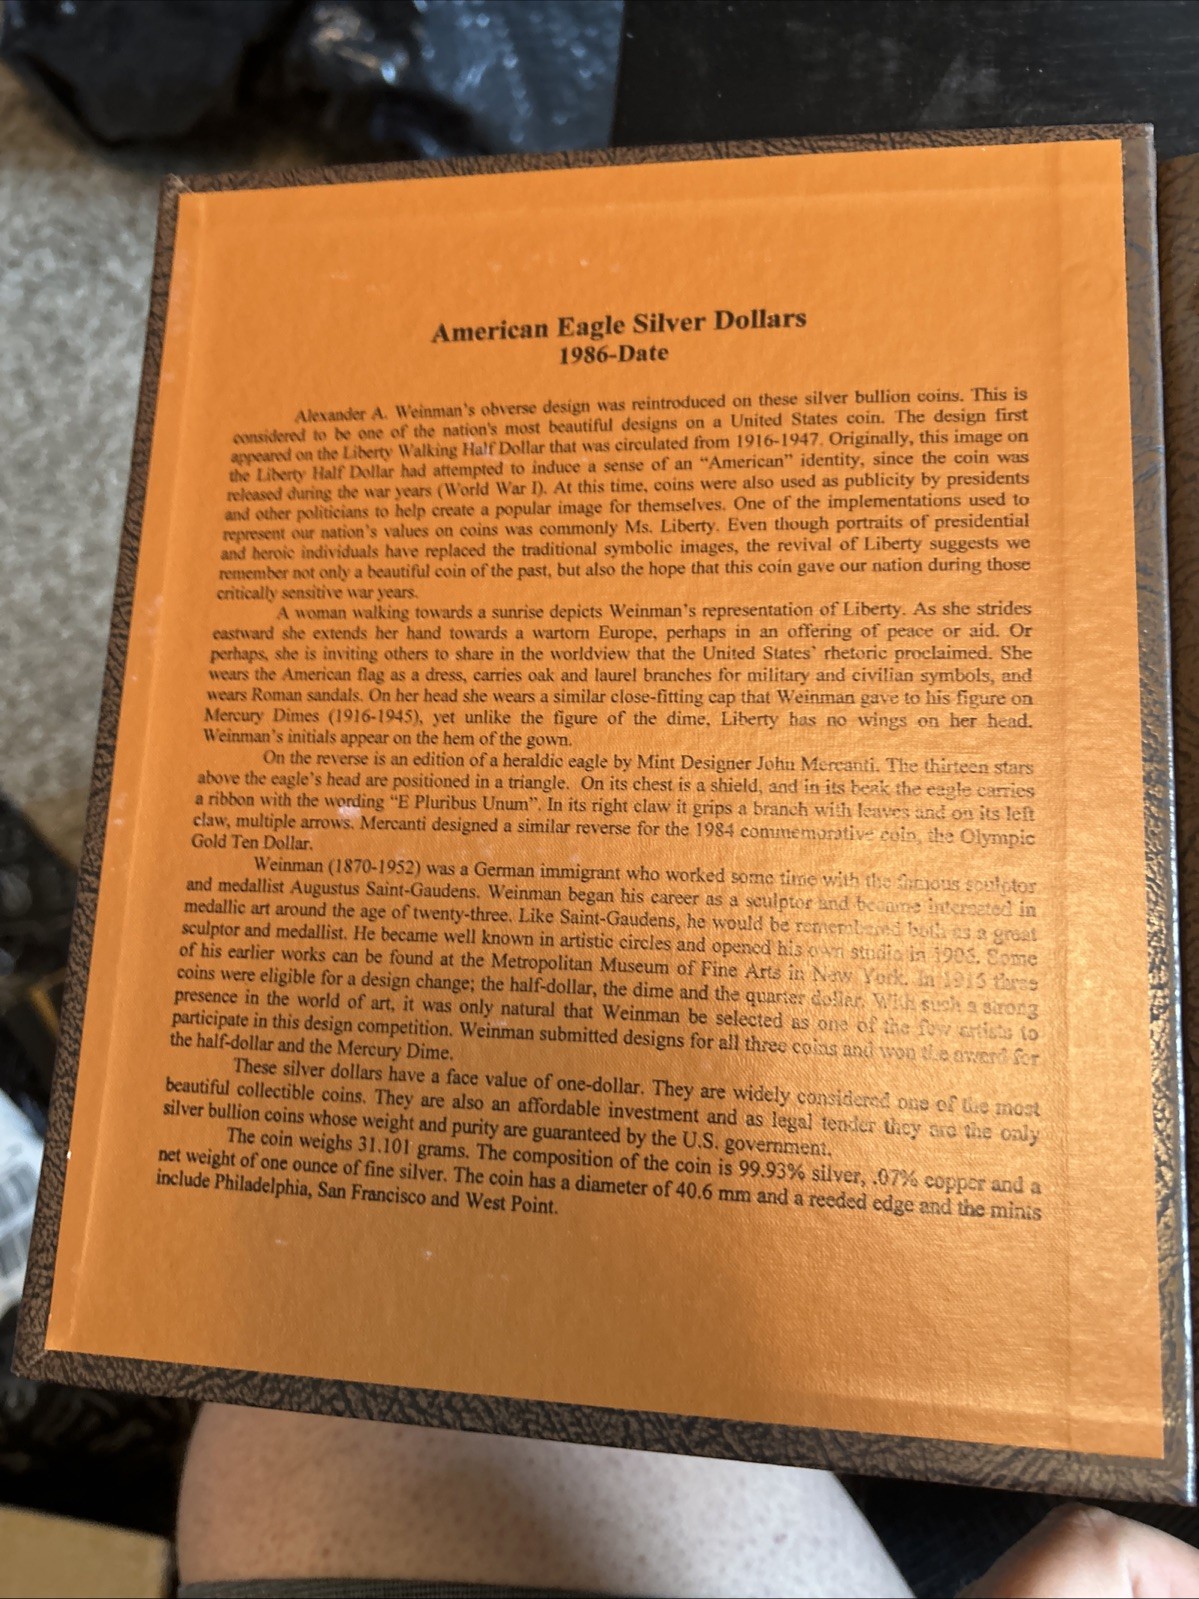 American Eagle Silver Dollars
1986-Date
Alexander A. Weinman's obverse design was reintroduced on these silver bullion coins. This is
considered to be one of the nation's most beautiful designs on a United States coin. The design first
appeared on the Liberty Walking Half Dollar that was circulated from 1916-1947. Originally, this image on
the Liberty Half Dollar had attempted to induce a sense of an “American” identity, since the coin was
released during the war years (World War I). At this time, coins were also used as publicity by presidents
and other politicians to help create a popular image for themselves. One of the implementations used to
represent our nation's values on coins was commonly Ms. Liberty. Even though portraits of presidential
and heroic individuals have replaced the traditional symbolic images, the revival of Liberty suggests we
remember not only a beautiful coin of the past, but also the hope that this coin gave our nation during those
critically sensitive war years.
A woman walking towards a sunrise depicts Weinman's representation of Liberty. As she strides
eastward she extends her hand towards a wartorn Europe, perhaps in an offering of peace or aid. Or
perhaps, she is inviting others to share in the worldview that the United States' rhetoric proclaimed. She
wears the American flag as a dress, carries oak and laurel branches for military and civilian symbols, and
wears Roman sandals. On her head she wears a similar close-fitting cap that Weinman gave to his figure on
Mercury Dimes (1916-1945), yet unlike the figure of the dime, Liberty has no wings on her head.
Weinman's initials appear on the hem of the gown.
On the reverse is an edition of a heraldic eagle by Mint Designer John Mercanti. The thirteen stars
above the eagle's head are positioned in a triangle. On its chest is a shield, and in its beak the eagle carries
a ribbon with the wording “E Pluribus Unum”. In its right claw it grips a branch with leaves and on its left
claw, multiple arrows. Mercanti designed a similar reverse for the 1984 commemorative coin, the Olympic
Gold Ten Dollar.
Weinman (1870-1952) was a German immigrant who worked some time with the famous sculptor
and medallist Augustus Saint-Gaudens. Weinman began his career as a sculptor and became interested in
medallic art around the age of twenty-three. Like Saint-Gaudens, he would be remembered both as a great
sculptor and medallist. He became well known in artistic circles and opened his own studio in Some
of his earlier works can be found at the Metropolitan Museum of Fine Arts in New York. In 1915 three
coins were eligible for a design change; the half-dollar, the dime and the quarter dollar. With such a strong
presence in the world of art, it was only natural that Weinman be selected as one of the few artists to
participate in this design competition. Weinman submitted designs for all three coins and won the award for
the half-dollar and the Mercury Dime.
These silver dollars have a face value of one-dollar. They are widely considered one of the most
beautiful collectible coins. They are also an affordable investment and as legal tender they are the only
silver bullion coins whose weight and purity are guaranteed by the U.S. government.
The coin weighs 31.101 grams. The composition of the coin is 99.93% silver, .07% copper and a
net weight of one ounce of fine silver. The coin has a diameter of 40.6 mm and a reeded edge and the mints
include Philadelphia, San Francisco and West Point.